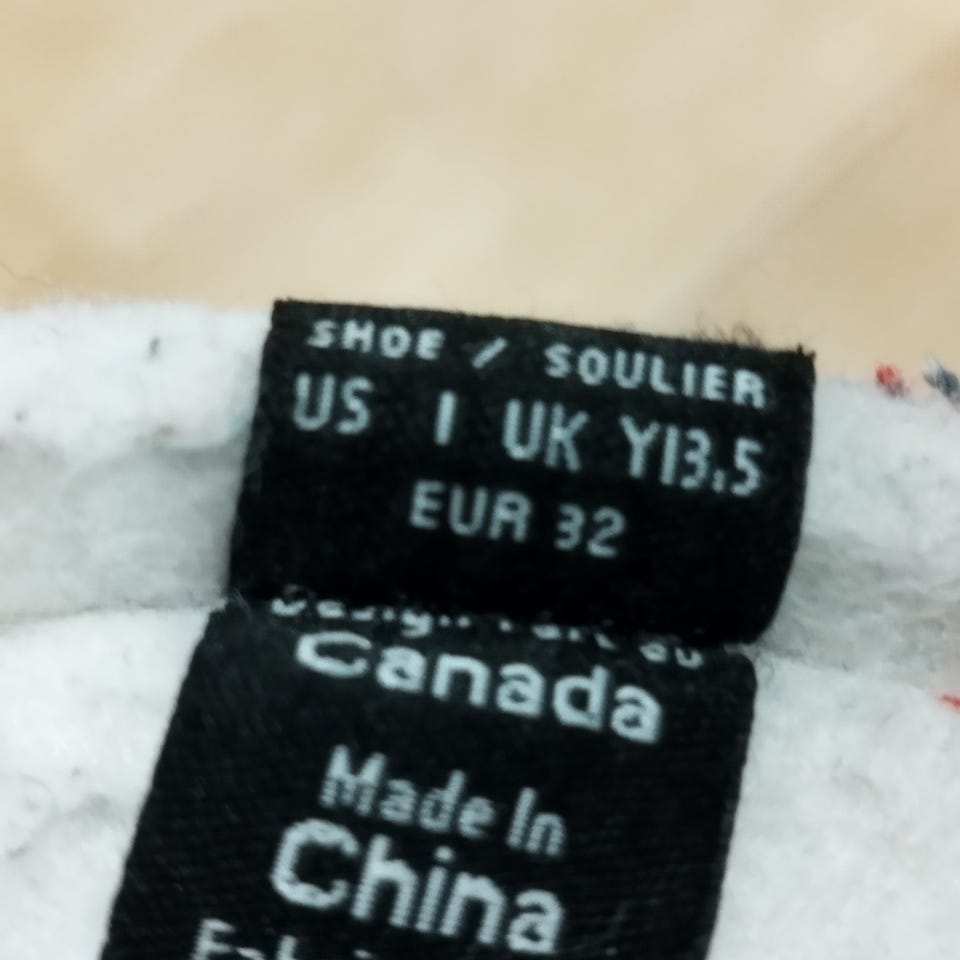 SHOE / SOULIER
US 1 UK Y13.5
EUR 32
Canada
Made In
China